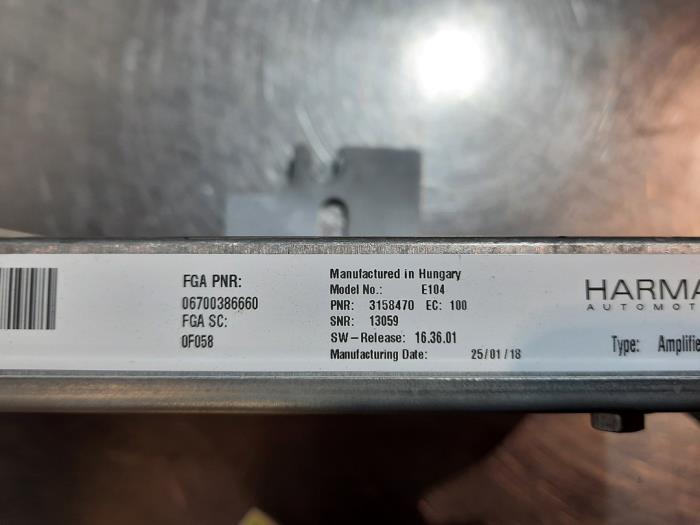 FGA PNR:
06700386660
FGA SC:
0F058
Manufactured in Hungary
Model No.: E104
PNR: 3158470 EC: 100
SNR: 13059
SW-Release: 16.36.01
Manufacturing Date: 25/01/18
HARMA
AUTOMOT
Type: Amplifie